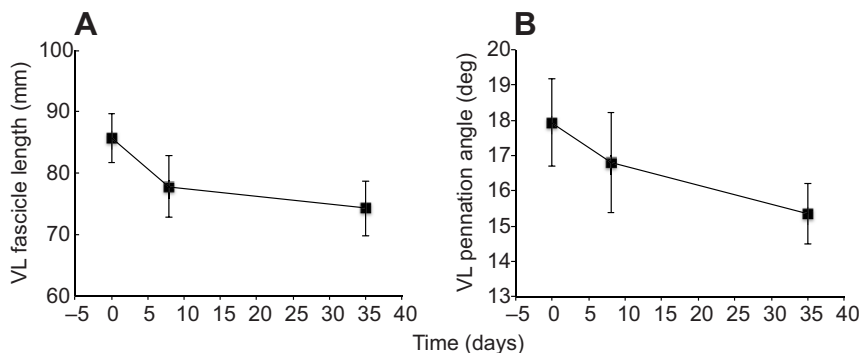 A
VL fascicle length (mm)
100
90
80
70
60
–5 0 5 10 15 20 25 30 35 40
B
VL pennation angle (deg)
20
19
18
17
16
15
14
13
–5 0 5 10 15 20 25 30 35 40
Time (days)